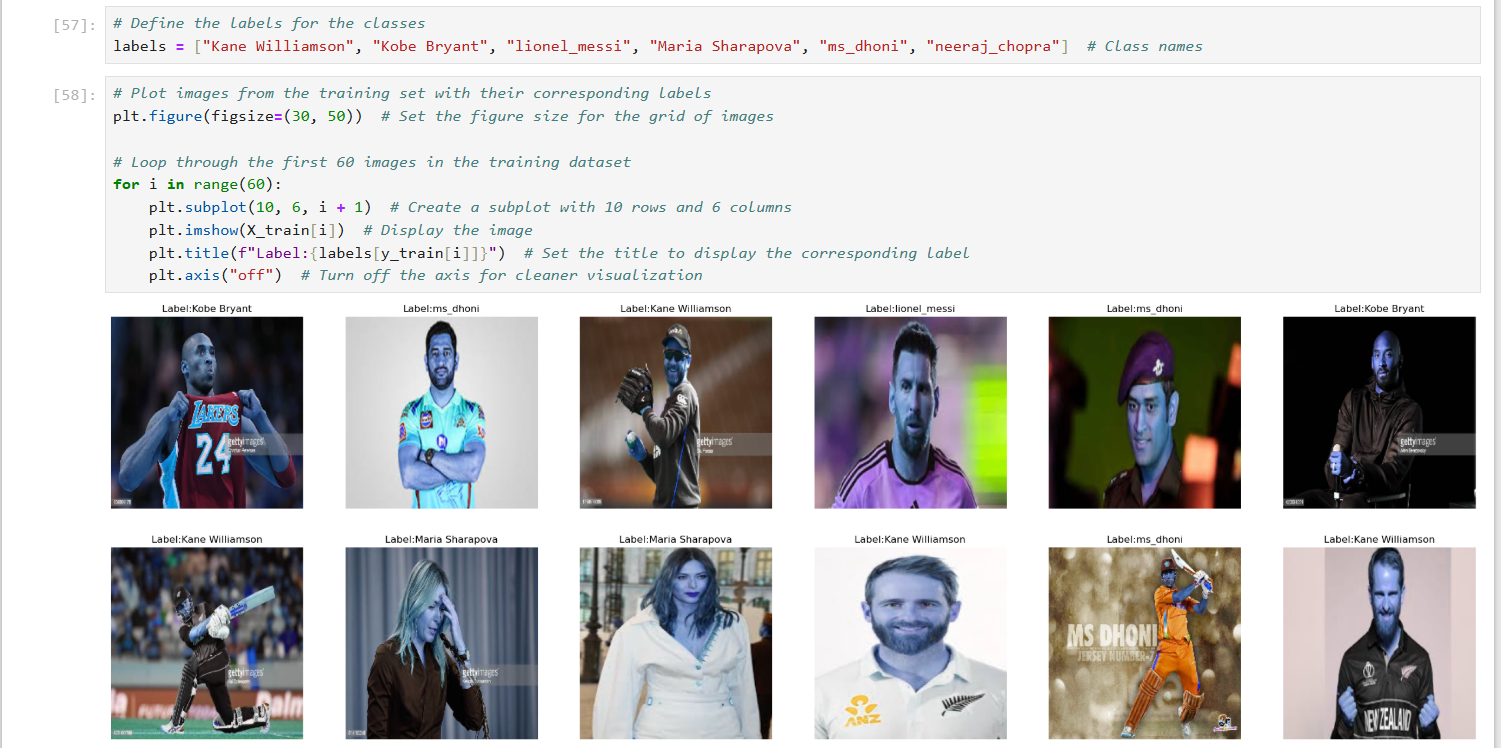 [57]:
# Define the labels for the classes
labels = ["Kane Williamson", "Kobe Bryant", "lionel_messi", "Maria Sharapova", "ms_dhoni", "neeraj_chopra"]  # Class names
[58]:
# Plot images from the training set with their corresponding labels
plt.figure(figsize=(30, 50))  # Set the figure size for the grid of images
# Loop through the first 60 images in the training dataset
for i in range(60):
    plt.subplot(10, 6, i + 1)  # Create a subplot with 10 rows and 6 columns
    plt.imshow(X_train[i])  # Display the image
    plt.title(f"Label:{labels[y_train[i]]}")  # Set the title to display the corresponding label
    plt.axis("off")  # Turn off the axis for cleaner visualization
Label:Kobe Bryant
Label:ms_dhoni
Label:Kane Williamson
Label:lionel_messi
Label:ms_dhoni
Label:Kobe Bryant
LAKERS
24
gettyimages
gettyimages
gettyimages
Label:Kane Williamson
Label:Maria Sharapova
Label:Maria Sharapova
Label:Kane Williamson
Label:ms_dhoni
Label:Kane Williamson
gettyimages
gettyimages
ANZ
MS DHONI
JERSEY NUMBER-7
NEW ZEALAND